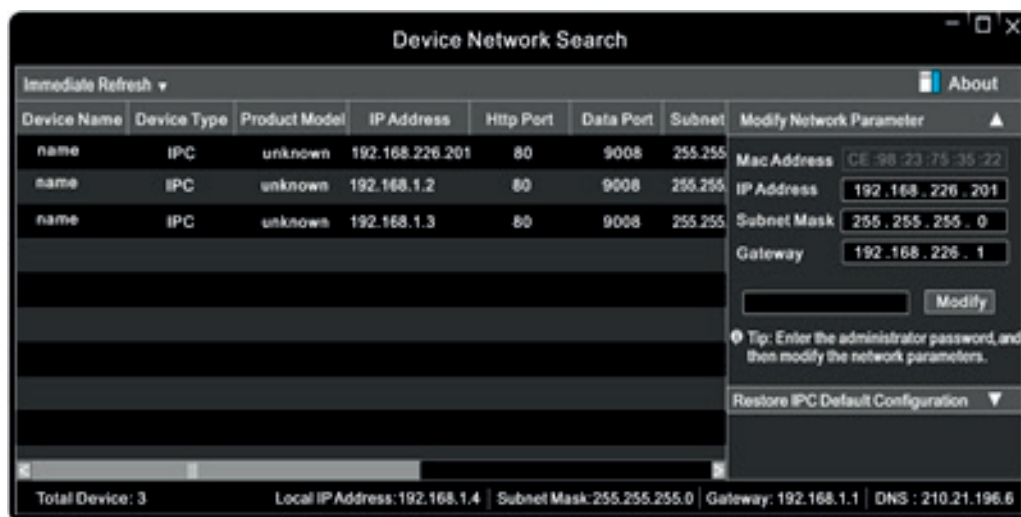 Device Network Search
Immediate Refresh ▼ About
Device Name Device Type Product Model IP Address Http Port Data Port Subnet
name IPC unknown 192.168.226.201 80 9008 255.255
name IPC unknown 192.168.1.2 80 9008 255.255.
name IPC unknown 192.168.1.3 80 9008 255.255.
Modify Network Parameter ▲
Mac Address CE :98 :23 :75 :35 :22
IP Address 192 .168 .226 . 201
Subnet Mask 255 . 255 . 255 . 0
Gateway 192 .168 . 226 . 1
Modify
Tip: Enter the administrator password, and
then modify the network parameters.
Restore IPC Default Configuration ▼
Total Device: 3 Local IP Address:192.168.1.4 Subnet Mask:255.255.255.0 Gateway: 192.168.1.1 DNS : 210.21.196.6